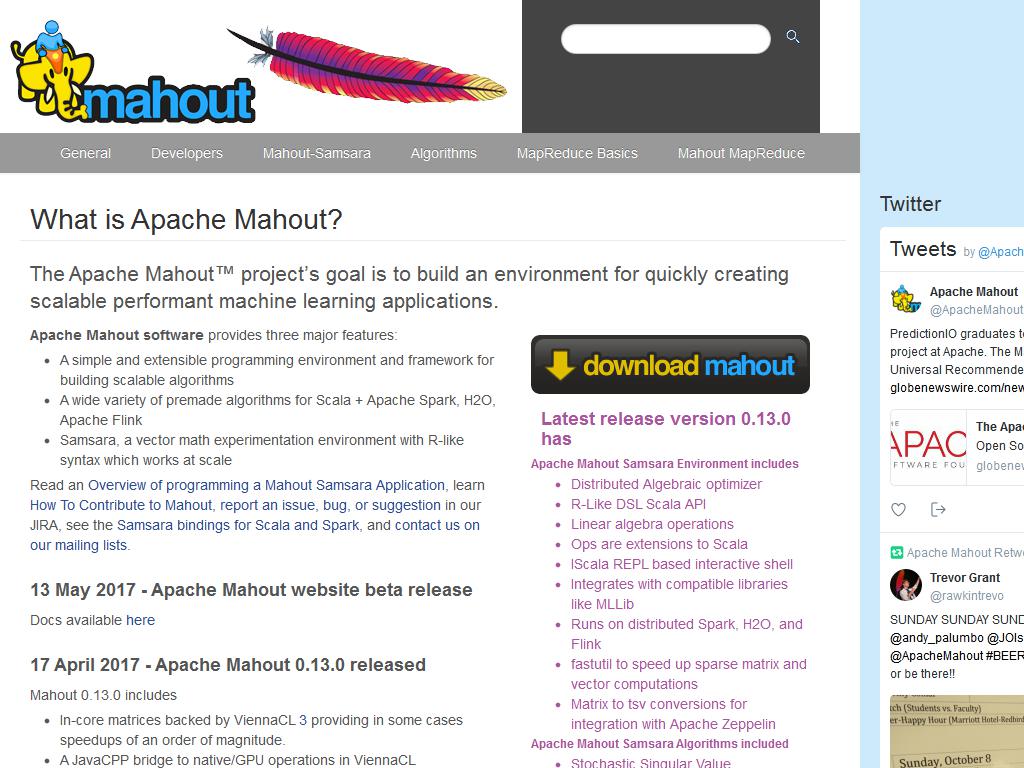 mahout
General Developers Mahout-Samsara Algorithms MapReduce Basics Mahout MapReduce
What is Apache Mahout?
The Apache Mahout™ project's goal is to build an environment for quickly creating
scalable performant machine learning applications.
Apache Mahout software provides three major features:
A simple and extensible programming environment and framework for
building scalable algorithms
A wide variety of premade algorithms for Scala + Apache Spark, H2O,
Apache Flink
Samsara, a vector math experimentation environment with R-like
syntax which works at scale
Read an Overview of programming a Mahout Samsara Application, learn
How To Contribute to Mahout, report an issue, bug, or suggestion in our
JIRA, see the Samsara bindings for Scala and Spark, and contact us on
our mailing lists.
13 May 2017 - Apache Mahout website beta release
Docs available here
17 April 2017 - Apache Mahout 0.13.0 released
Mahout 0.13.0 includes
In-core matrices backed by ViennaCL 3 providing in some cases
speedups of an order of magnitude.
A JavaCPP bridge to native/GPU operations in ViennaCL
download mahout
Latest release version 0.13.0
has
Apache Mahout Samsara Environment includes
Distributed Algebraic optimizer
R-Like DSL Scala API
Linear algebra operations
Ops are extensions to Scala
IScala REPL based interactive shell
Integrates with compatible libraries
like MLLib
Runs on distributed Spark, H2O, and
Flink
fastutil to speed up sparse matrix and
vector computations
Matrix to tsv conversions for
integration with Apache Zeppelin
Apache Mahout Samsara Algorithms included
Stochastic Singular Value
Twitter
Tweets by @Apach
Apache Mahout
@ApacheMahout
PredictionIO graduates t
project at Apache. The M
Universal Recommende
globenewswire.com/new
HE
APAC
FTWARE FOU
The Apa
Open So
globene
Apache Mahout Retwe
Trevor Grant
@rawkintrevo
SUNDAY SUNDAY SUND
@andy_palumbo @JOIs
@ApacheMahout #BEER
or be there!!
tch (Students vs. Faculty)
er-Happy Hour (Marriott Hotel-Redbird
Sunday, October 8